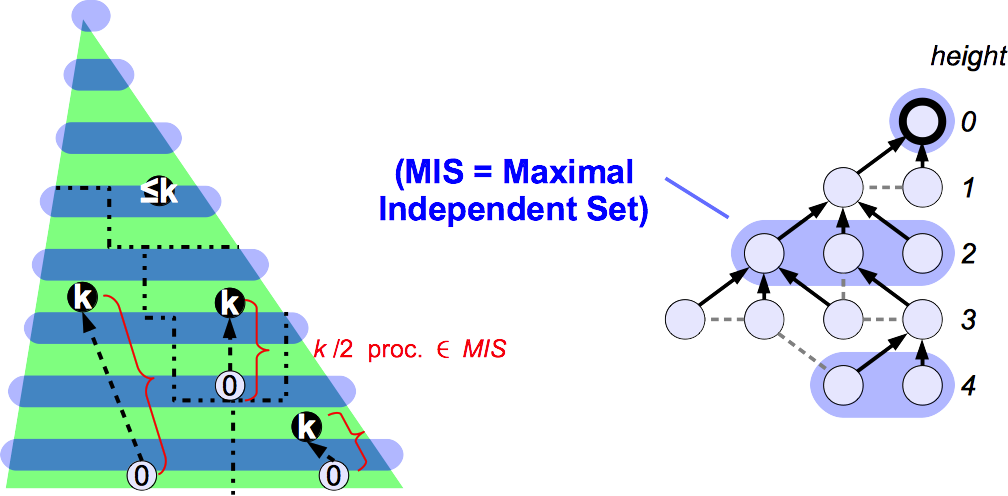 height
0
(MIS = Maximal
Independent Set)
1
≤k
2
k
k
3
k /2 proc. ϵ MIS
0
4
k
0
0